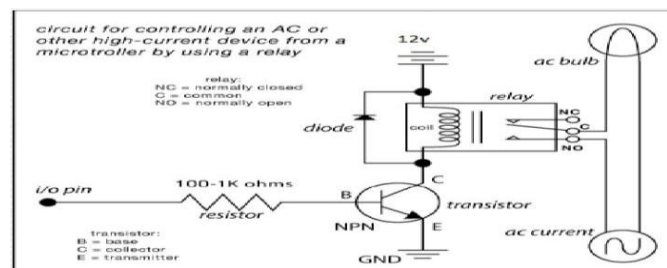 circuit for controlling an AC or
other high-current device from a
microtroller by using a relay
12v
ac bulb
relay:
NC = normally closed
C = common
NO = normally open
relay
NC
C
NO
coil
diode
C
100-1K ohms
i/o pin
B
resistor
transistor
NPN
E
transistor:
B = base
C = collector
E = transmitter
GND
ac current